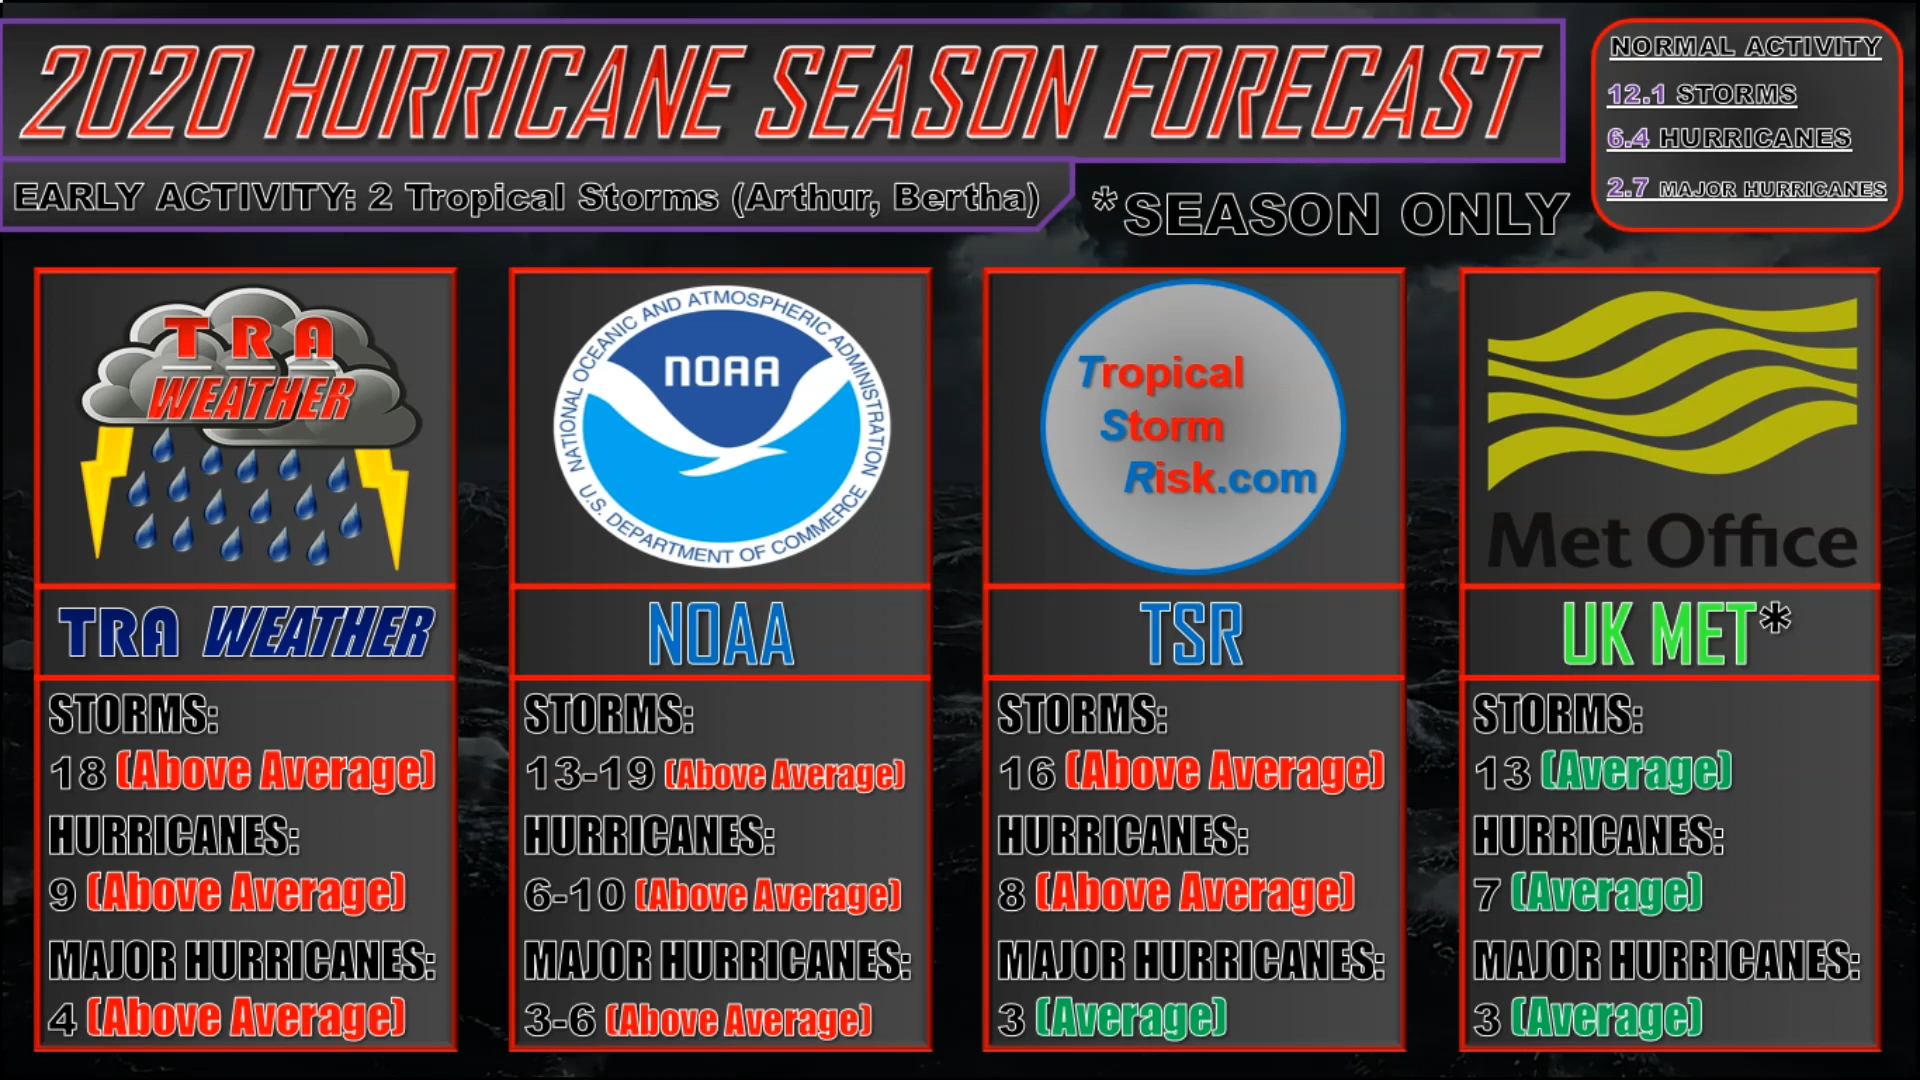 2020 HURRICANE SEASON FORECAST
NORMAL ACTIVITY
12.1 STORMS
6.4 HURRICANES
2.7 MAJOR HURRICANES
EARLY ACTIVITY: 2 Tropical Storms (Arthur, Bertha)
*SEASON ONLY
TRA
WEATHER
TRA WEATHER
STORMS:
18 (Above Average)
HURRICANES:
9 (Above Average)
MAJOR HURRICANES:
4 (Above Average)
NATIONAL OCEANIC AND ATMOSPHERIC ADMINISTRATION
NOAA
U.S. DEPARTMENT OF COMMERCE
NOAA
STORMS:
13-19 (Above Average)
HURRICANES:
6-10 (Above Average)
MAJOR HURRICANES:
3-6 (Above Average)
Tropical
Storm
Risk.com
TSR
STORMS:
16 (Above Average)
HURRICANES:
8 (Above Average)
MAJOR HURRICANES:
3 (Average)
Met Office
UK MET*
STORMS:
13 (Average)
HURRICANES:
7 (Average)
MAJOR HURRICANES:
3 (Average)